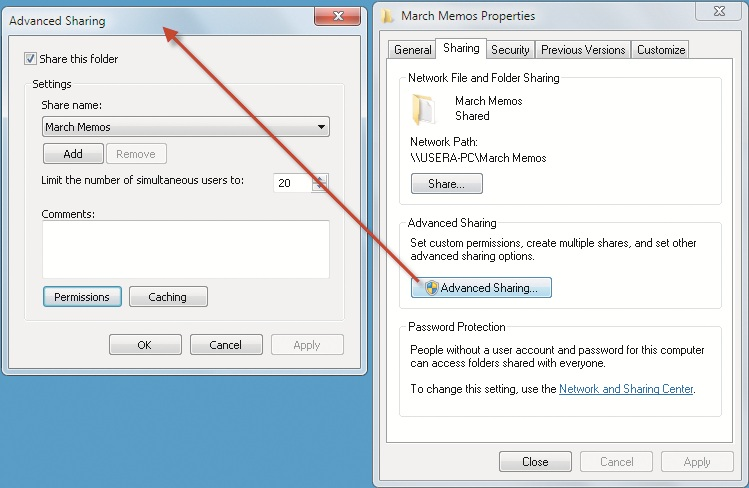 Advanced Sharing
Share this folder
Settings
Share name:
March Memos
Add
Remove
Limit the number of simultaneous users to:
20
Comments:
Permissions
Caching
OK
Cancel
Apply
March Memos Properties
General
Sharing
Security
Previous Versions
Customize
Network File and Folder Sharing
March Memos
Shared
Network Path:
\\USERA-PC\March Memos
Share...
Advanced Sharing
Set custom permissions, create multiple shares, and set other
advanced sharing options.
Advanced Sharing...
Password Protection
People without a user account and password for this computer
can access folders shared with everyone.
To change this setting, use the Network and Sharing Center.
Close
Cancel
Apply